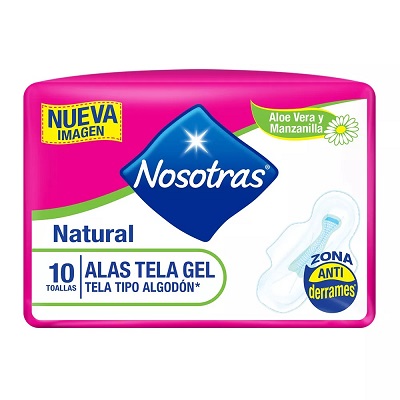 NUEVA
IMAGEN
Aloe Vera y
Manzanilla
Nosotras®
Natural
10
TOALLAS
ALAS TELA GEL
TELA TIPO ALGODÓN*
ZONA
ANTI
derrames*